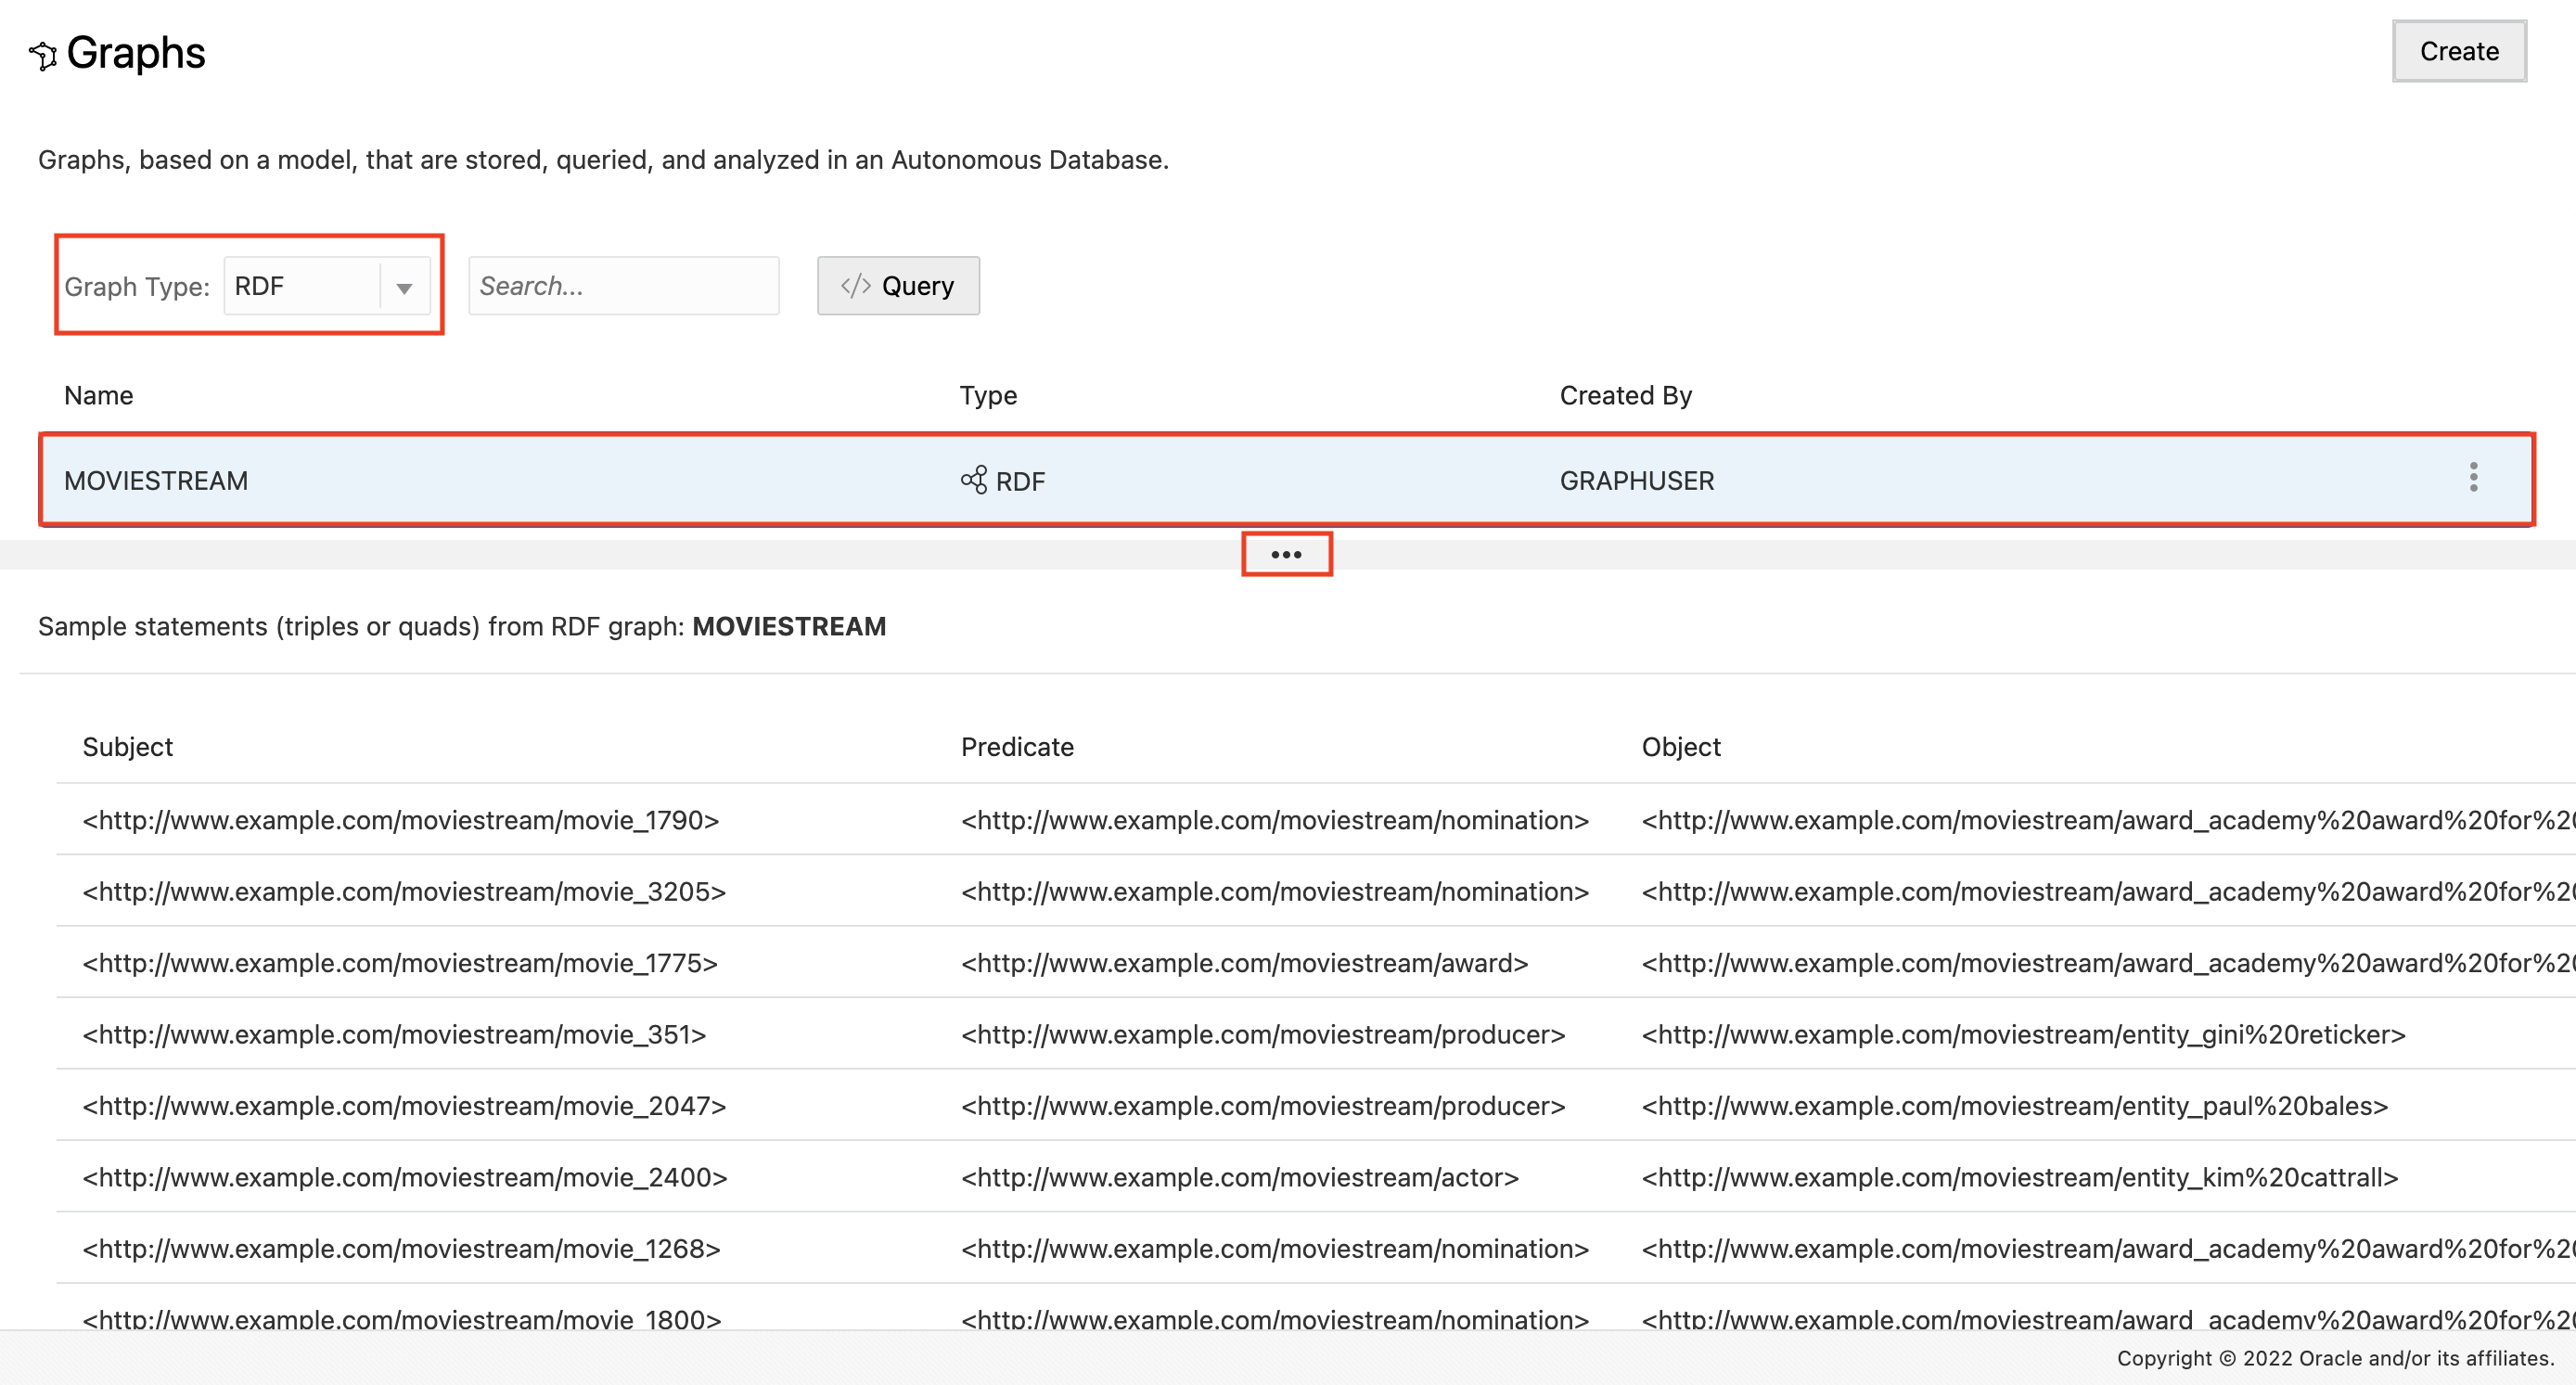 Graphs
Create
Graphs, based on a model, that are stored, queried, and analyzed in an Autonomous Database.
Graph Type: RDF Search... </> Query
Name Type Created By
MOVIESTREAM RDF GRAPHUSER
Sample statements (triples or quads) from RDF graph: MOVIESTREAM
Subject Predicate Object
<http://www.example.com/moviestream/movie_1790> <http://www.example.com/moviestream/nomination> <http://www.example.com/moviestream/award_academy%20award%20for%20
<http://www.example.com/moviestream/movie_3205> <http://www.example.com/moviestream/nomination> <http://www.example.com/moviestream/award_academy%20award%20for%20
<http://www.example.com/moviestream/movie_1775> <http://www.example.com/moviestream/award> <http://www.example.com/moviestream/award_academy%20award%20for%20
<http://www.example.com/moviestream/movie_351> <http://www.example.com/moviestream/producer> <http://www.example.com/moviestream/entity_gini%20reticker>
<http://www.example.com/moviestream/movie_2047> <http://www.example.com/moviestream/producer> <http://www.example.com/moviestream/entity_paul%20bales>
<http://www.example.com/moviestream/movie_2400> <http://www.example.com/moviestream/actor> <http://www.example.com/moviestream/entity_kim%20cattrall>
<http://www.example.com/moviestream/movie_1268> <http://www.example.com/moviestream/nomination> <http://www.example.com/moviestream/award_academy%20award%20for%20
<http://www.example.com/moviestream/movie_1800> <http://www.example.com/moviestream/nomination> <http://www.example.com/moviestream/award_academy%20award%20for%20
Copyright © 2022 Oracle and/or its affiliates.